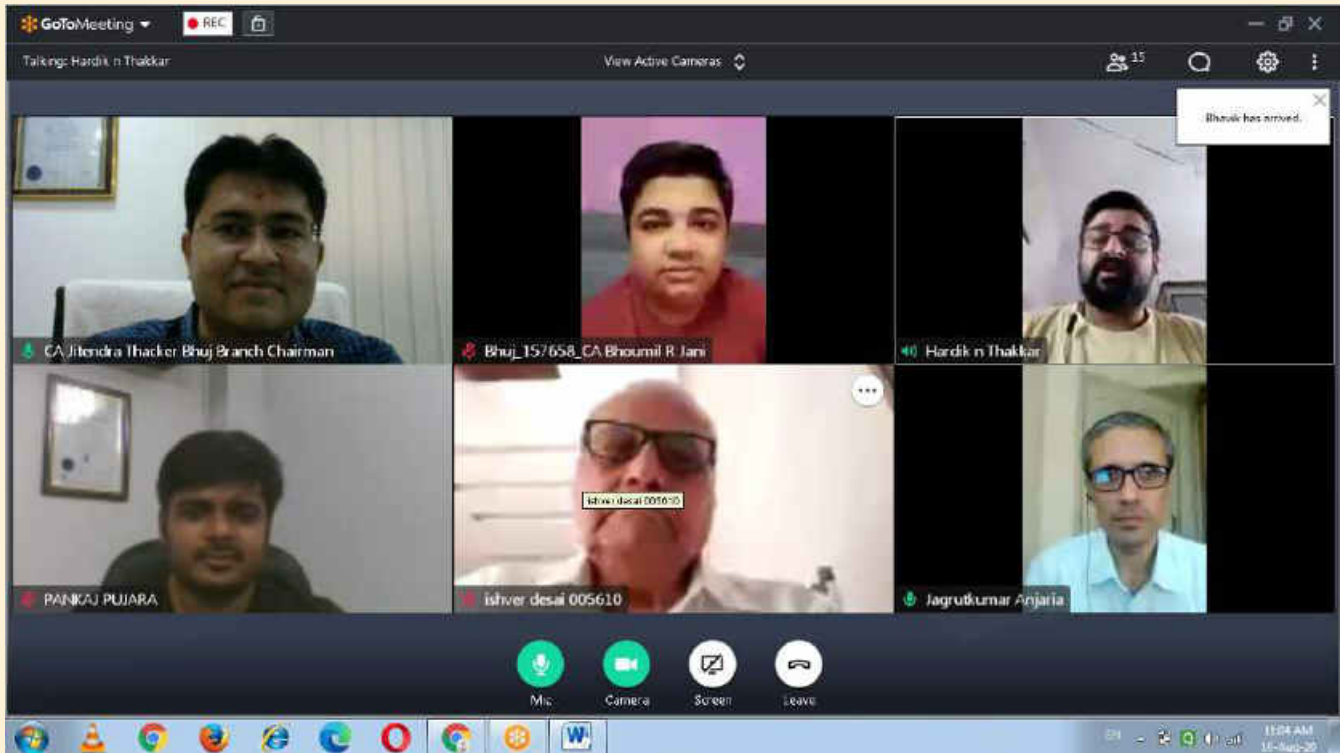 GoToMeeting
REC
Talking: Hardik n Thakkar
View Active Cameras
15
Bhavik has arrived.
CA Jitendra Thacker Bhuj Branch Chairman
Bhuj_157658_CA Bhoumil R Jani
Hardik n Thakkar
PANKAJ PUJARA
ishver desai 005610
ishver desai 005610
Jagrutkumar Anjaria
Mic
Camera
Screen
Leave
EN
11:04 AM